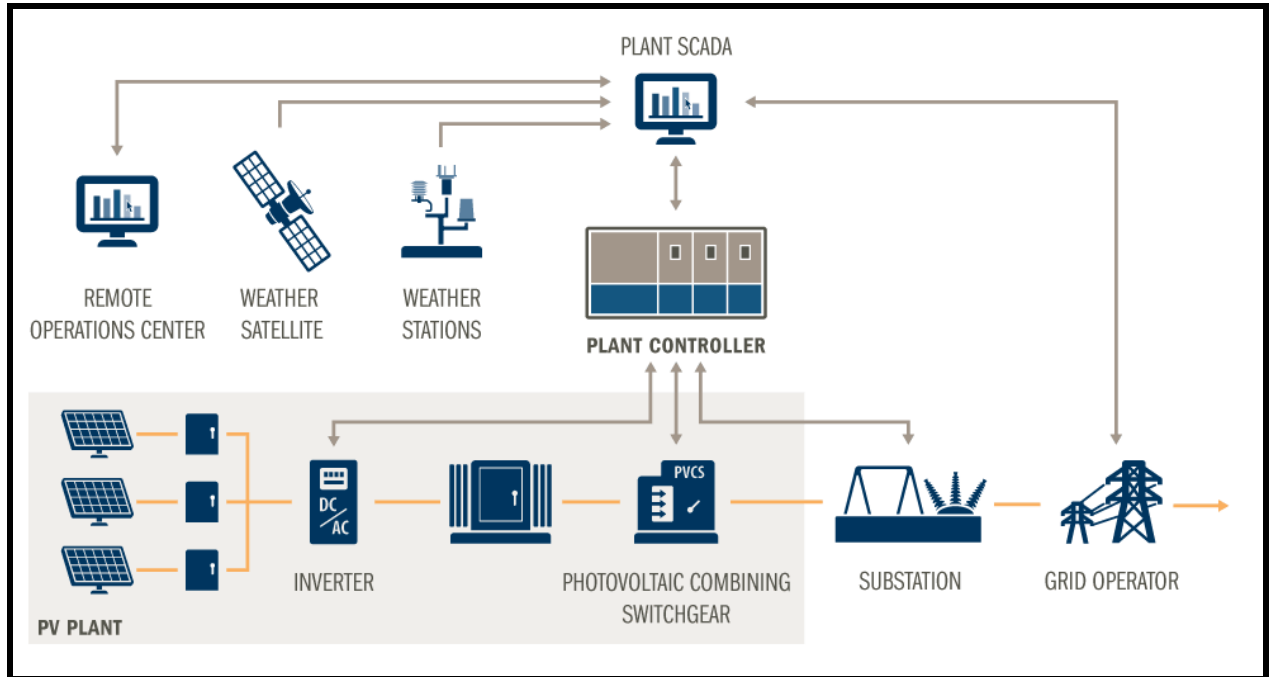 PLANT SCADA
REMOTE
OPERATIONS CENTER
WEATHER
SATELLITE
WEATHER
STATIONS
PLANT CONTROLLER
PVCS
DC
AC
INVERTER
PHOTOVOLTAIC COMBINING
SWITCHGEAR
SUBSTATION
GRID OPERATOR
PV PLANT